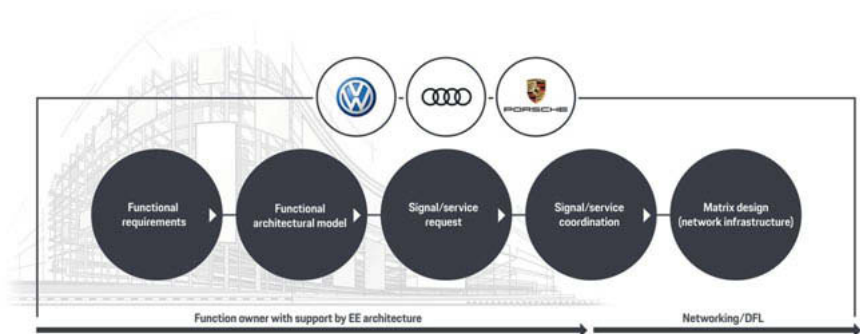 PORSCHE
Functional
requirements
Functional
architectural model
Signal/service
request
Signal/service
coordination
Matrix design
(network infrastructure)
Function owner with support by EE architecture
Networking/DFL